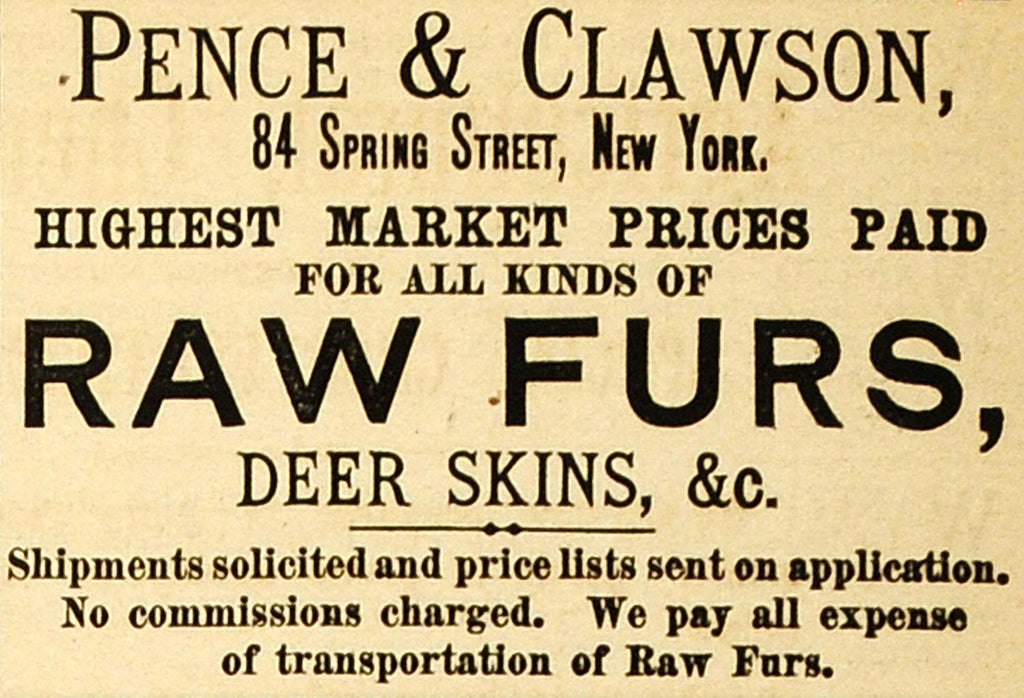 PENCE & CLAWSON,
84 SPRING STREET, NEW YORK.
HIGHEST MARKET PRICES PAID
FOR ALL KINDS OF
RAW FURS,
DEER SKINS, &c.
Shipments solicited and price lists sent on application.
No commissions charged. We pay all expense
of transportation of Raw Furs.